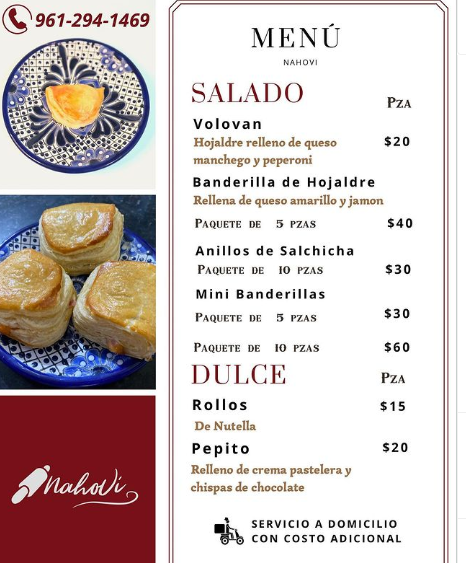 961-294-1469
MENÚ
NAHOVI
SALADO
PZA
Volovan
Hojaldre relleno de queso
manchego y peperoni
$20
Banderilla de Hojaldre
Rellena de queso amarillo y jamon
PAQUETE DE 5 PZAS $40
Anillos de Salchicha
PAQUETE DE 10 PZAS $30
Mini Banderillas
PAQUETE DE 5 PZAS $30
PAQUETE DE 10 PZAS $60
DULCE PZA
Rollos $15
De Nutella
Pepito $20
Relleno de crema pastelera y
chispas de chocolate
SERVICIO A DOMICILIO
CON COSTO ADICIONAL
Nahovi